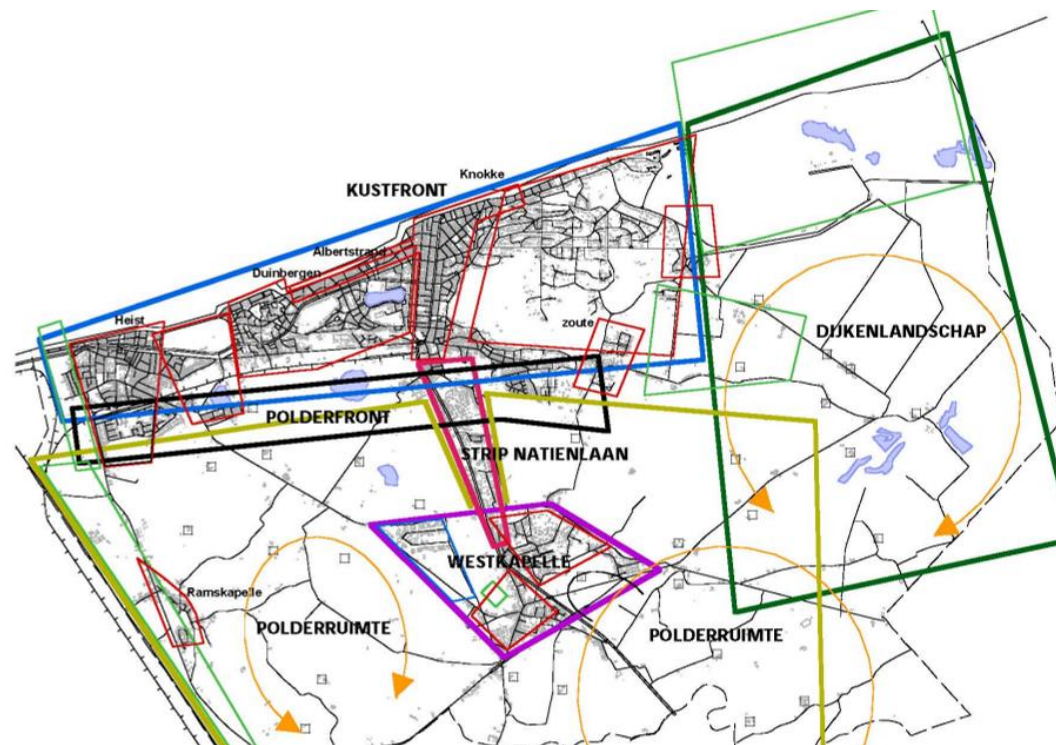 Knokke
KUSTFRONT
Albertstrand
Duinbergen
Heist
zoute
DIJKENLANDSCHAP
POLDERFRONT
STRIP NATIENLAAN
WESTKAPELLE
Ramskapelle
POLDERRUIMTE
POLDERRUIMTE